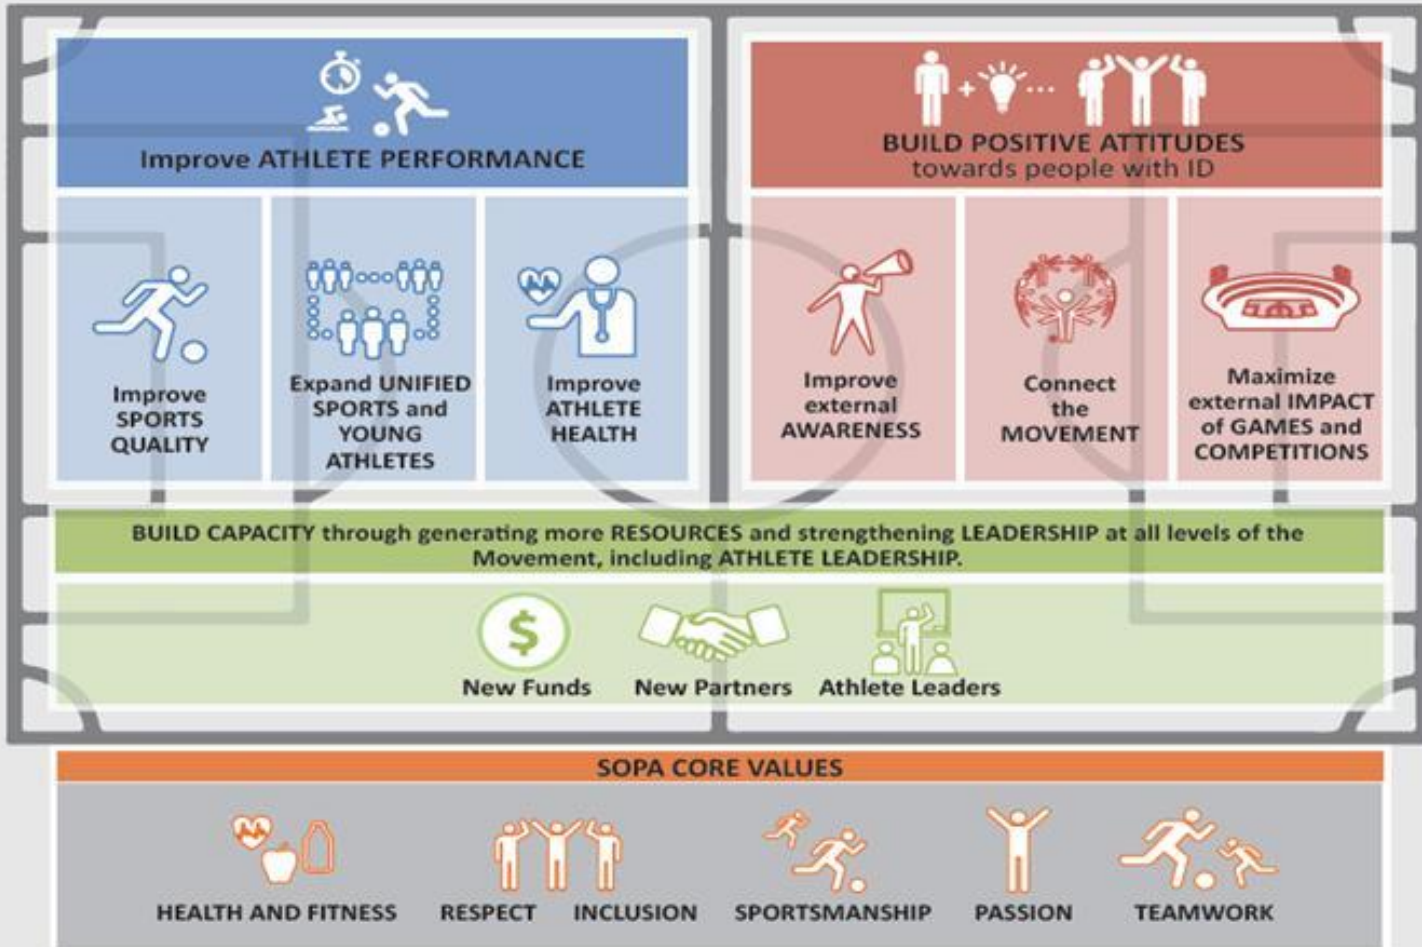 Improve ATHLETE PERFORMANCE
Improve
SPORTS
QUALITY
Expand UNIFIED
SPORTS and
YOUNG
ATHLETES
Improve
ATHLETE
HEALTH
BUILD POSITIVE ATTITUDES
towards people with ID
Improve
external
AWARENESS
Connect
the
MOVEMENT
Maximize
external IMPACT
of GAMES and
COMPETITIONS
BUILD CAPACITY through generating more RESOURCES and strengthening LEADERSHIP at all levels of the
Movement, including ATHLETE LEADERSHIP.
$
New Funds
New Partners
Athlete Leaders
SOPA CORE VALUES
HEALTH AND FITNESS
RESPECT
INCLUSION
SPORTSMANSHIP
PASSION
TEAMWORK